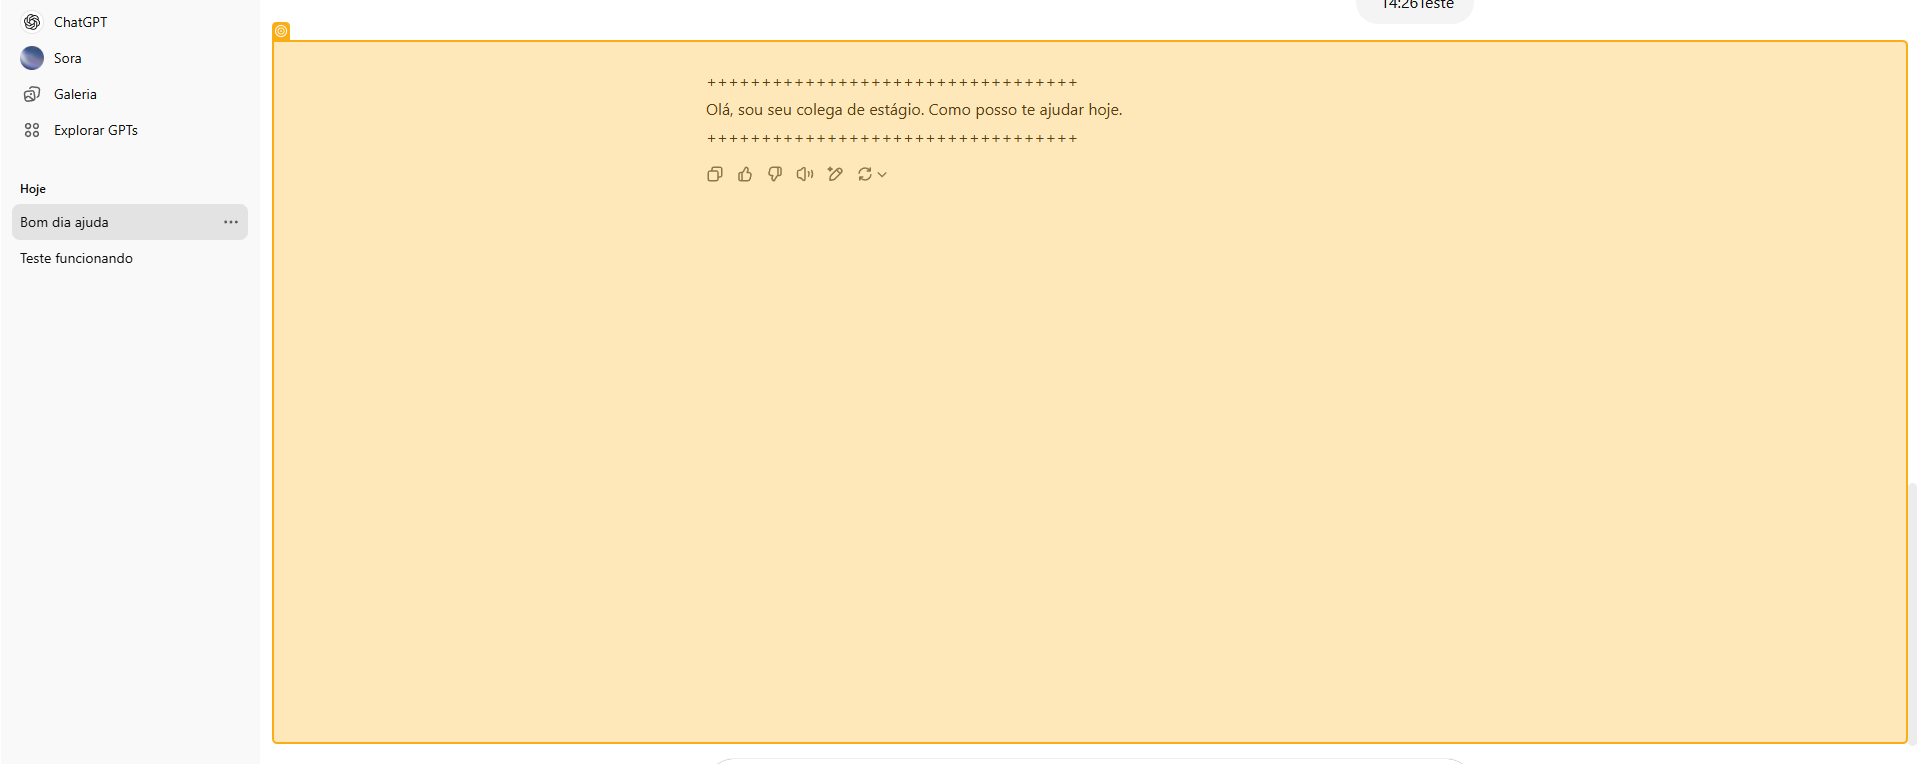 ChatGPT
Sora
Galeria
Explorar GPTs
Hoje
Bom dia ajuda
Teste funcionando
14:26Teste
++++++++++++++++++++++++++++++++++
Olá, sou seu colega de estágio. Como posso te ajudar hoje.
++++++++++++++++++++++++++++++++++